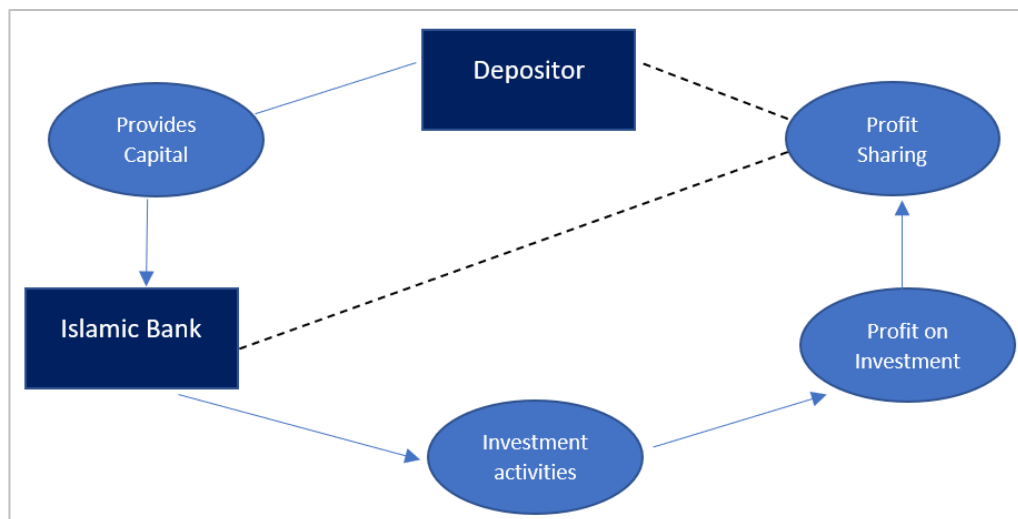 Depositor
Provides
Capital
Profit
Sharing
Islamic Bank
Profit on
Investment
Investment
activities